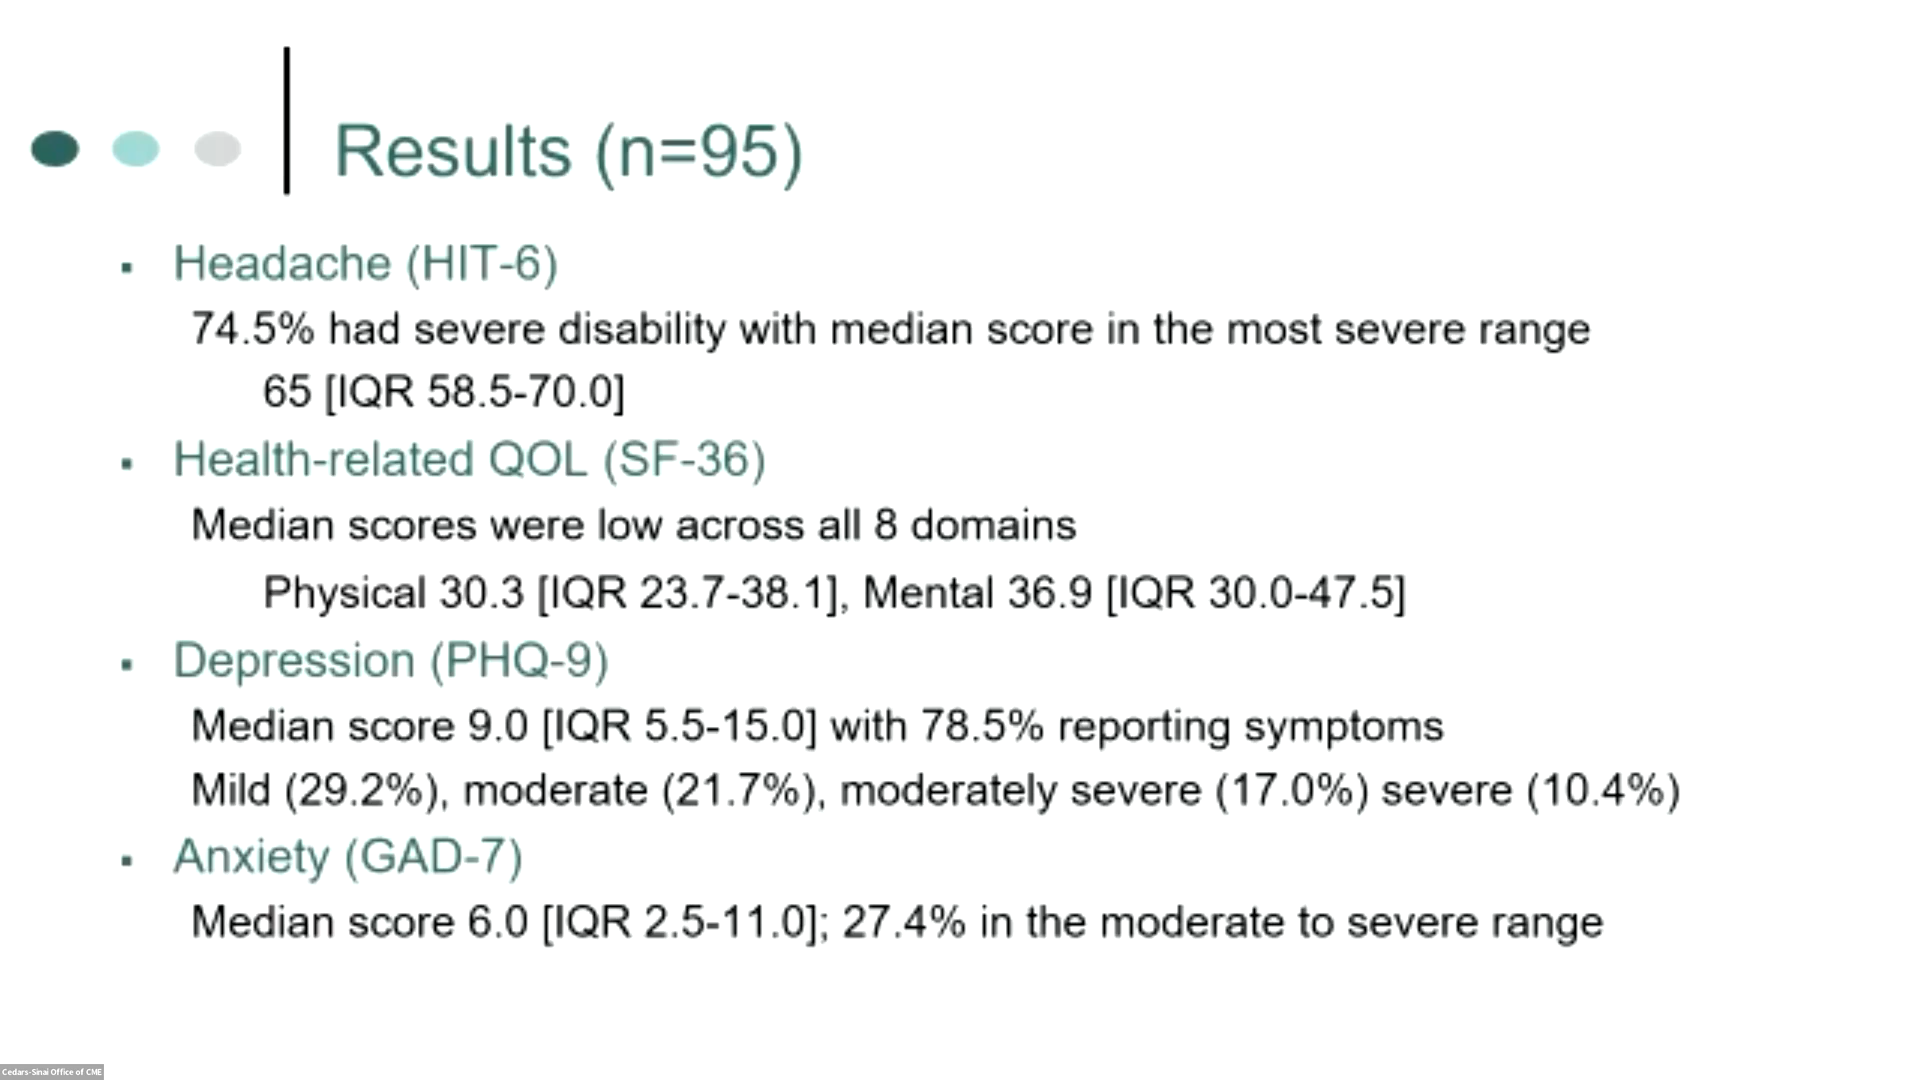 Results (n=95)
▪ Headache (HIT-6)
74.5% had severe disability with median score in the most severe range
65 [IQR 58.5-70.0]
▪ Health-related QOL (SF-36)
Median scores were low across all 8 domains
Physical 30.3 [IQR 23.7-38.1], Mental 36.9 [IQR 30.0-47.5]
▪ Depression (PHQ-9)
Median score 9.0 [IQR 5.5-15.0] with 78.5% reporting symptoms
Mild (29.2%), moderate (21.7%), moderately severe (17.0%) severe (10.4%)
▪ Anxiety (GAD-7)
Median score 6.0 [IQR 2.5-11.0]; 27.4% in the moderate to severe range
Cedars-Sinai Office of CME